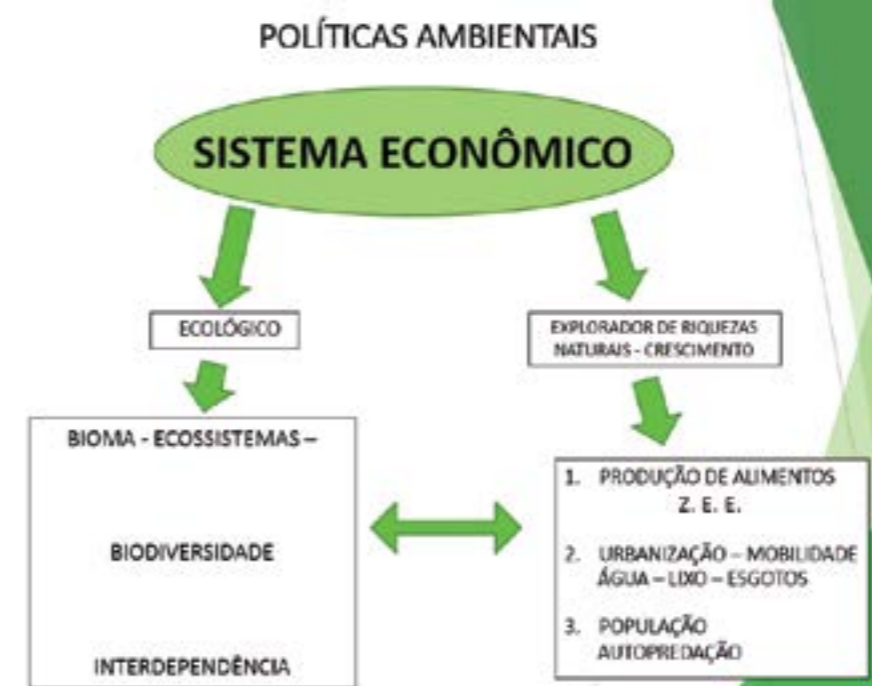 POLÍTICAS AMBIENTAIS
SISTEMA ECONÔMICO
ECOLÓGICO
EXPLORADOR DE RIQUEZAS
NATURAIS - CRESCIMENTO
BIOMA - ECOSSISTEMAS –
BIODIVERSIDADE
INTERDEPENDÊNCIA
1. PRODUÇÃO DE ALIMENTOS
Z. E. E.
2. URBANIZAÇÃO – MOBILIDADE
ÁGUA – LIXO – ESGOTOS
3. POPULAÇÃO
AUTOPREDAÇÃO